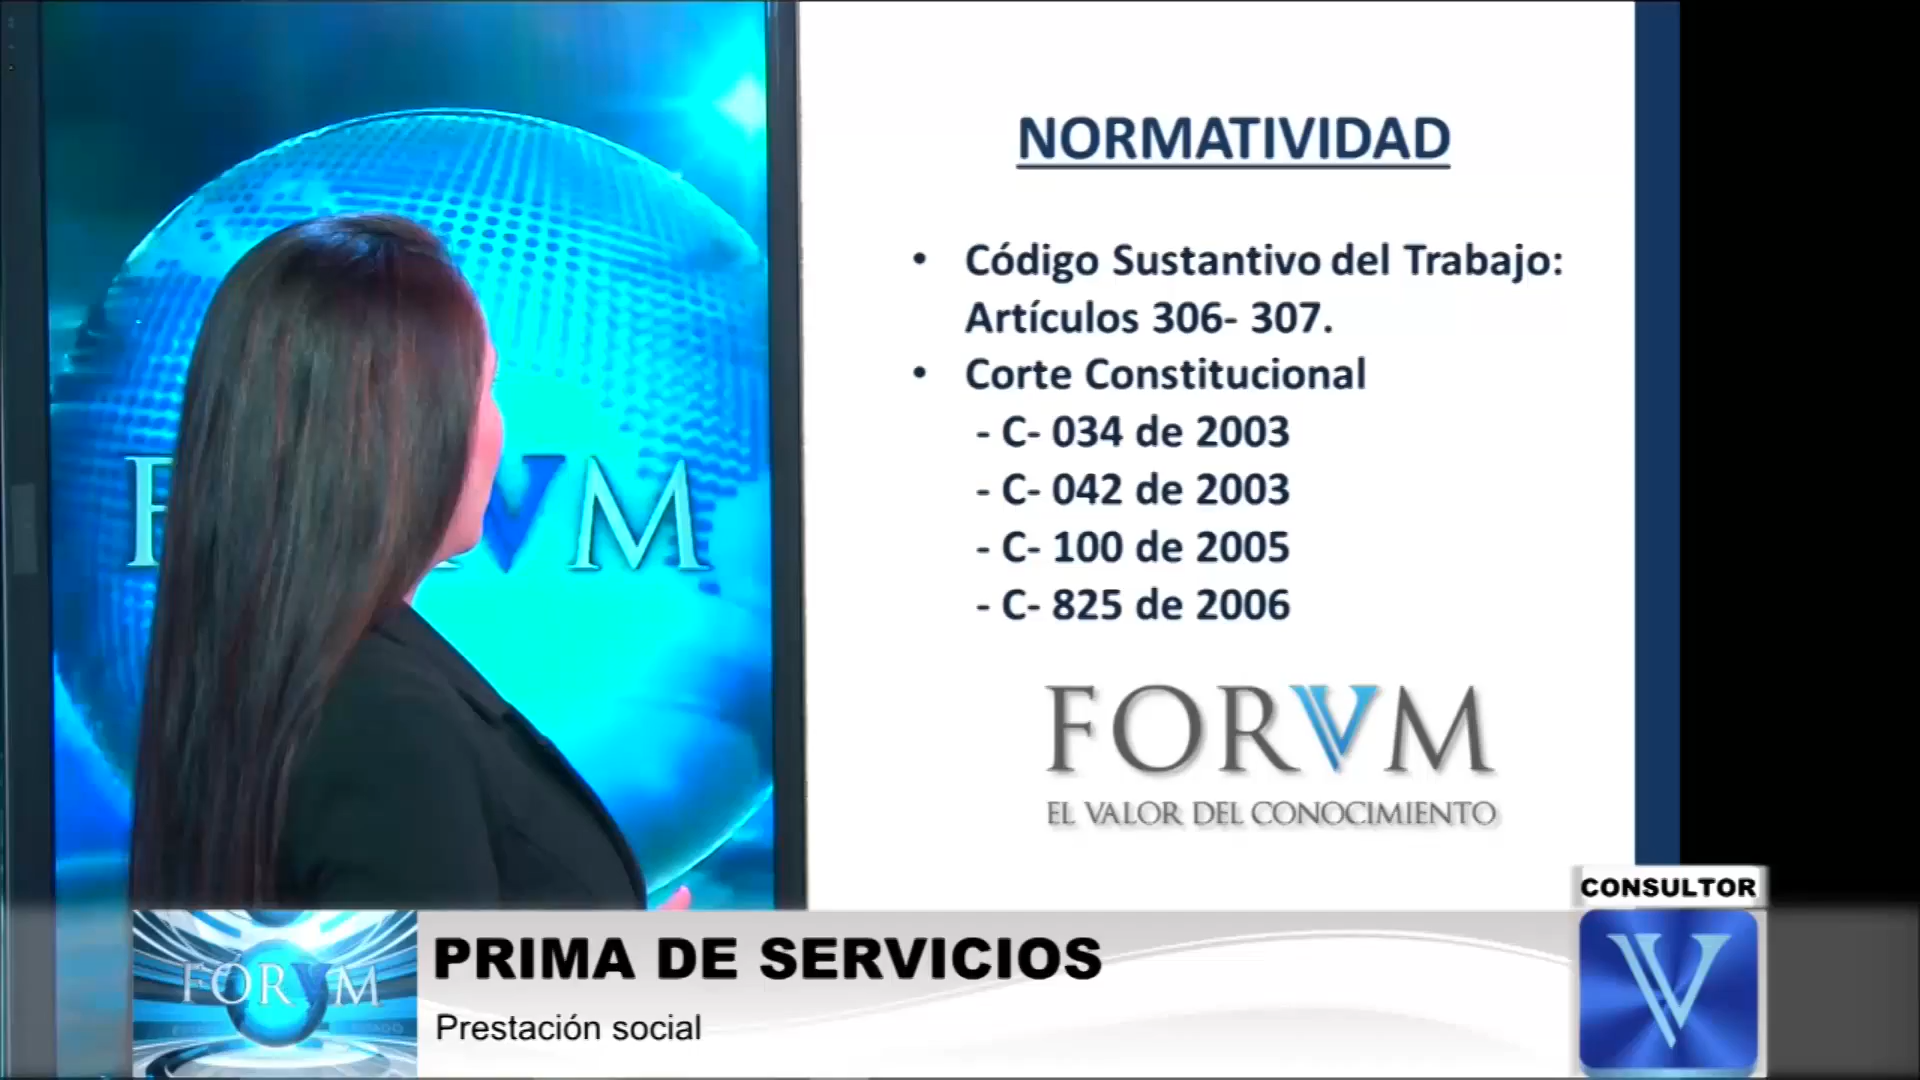 NORMATIVIDAD
• Código Sustantivo del Trabajo:
Artículos 306- 307.
• Corte Constitucional
- C- 034 de 2003
- C- 042 de 2003
- C- 100 de 2005
- C- 825 de 2006
FORVM
EL VALOR DEL CONOCIMIENTO
CONSULTOR
V
FORVM
PRIMA DE SERVICIOS
Prestación social